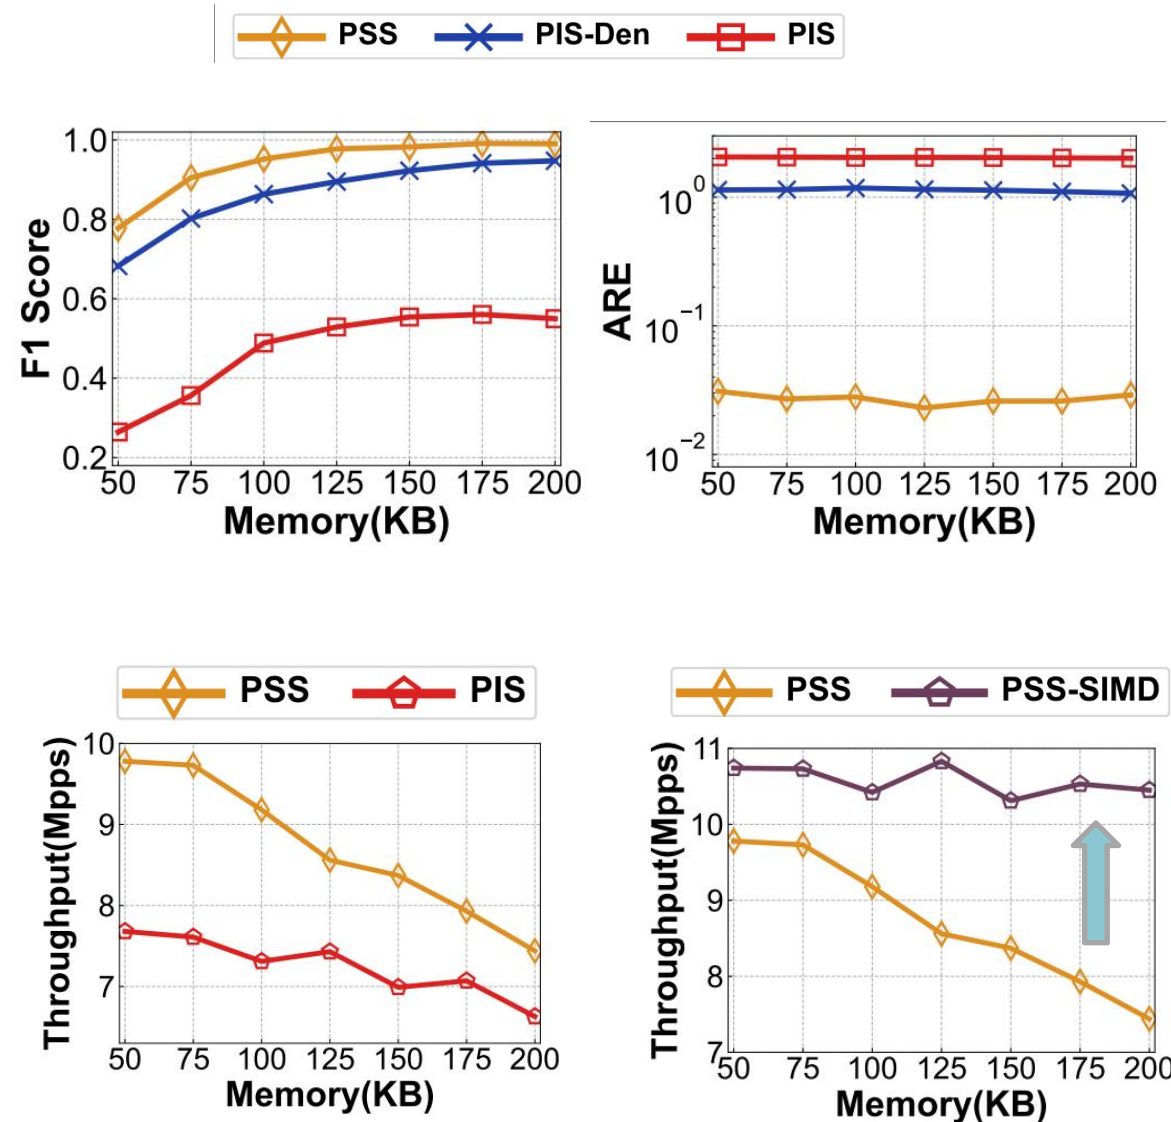 PSS PIS-Den PIS
1.0
0.8
0.6
0.4
0.2
F1 Score
50 75 100 125 150 175 200
Memory(KB)
10⁰
10⁻¹
10⁻²
ARE
50 75 100 125 150 175 200
Memory(KB)
PSS PIS
10
9
8
7
Throughput(Mpps)
50 75 100 125 150 175 200
Memory(KB)
PSS PSS-SIMD
11
10
9
8
7
Throughput(Mpps)
50 75 100 125 150 175 200
Memory(KB)